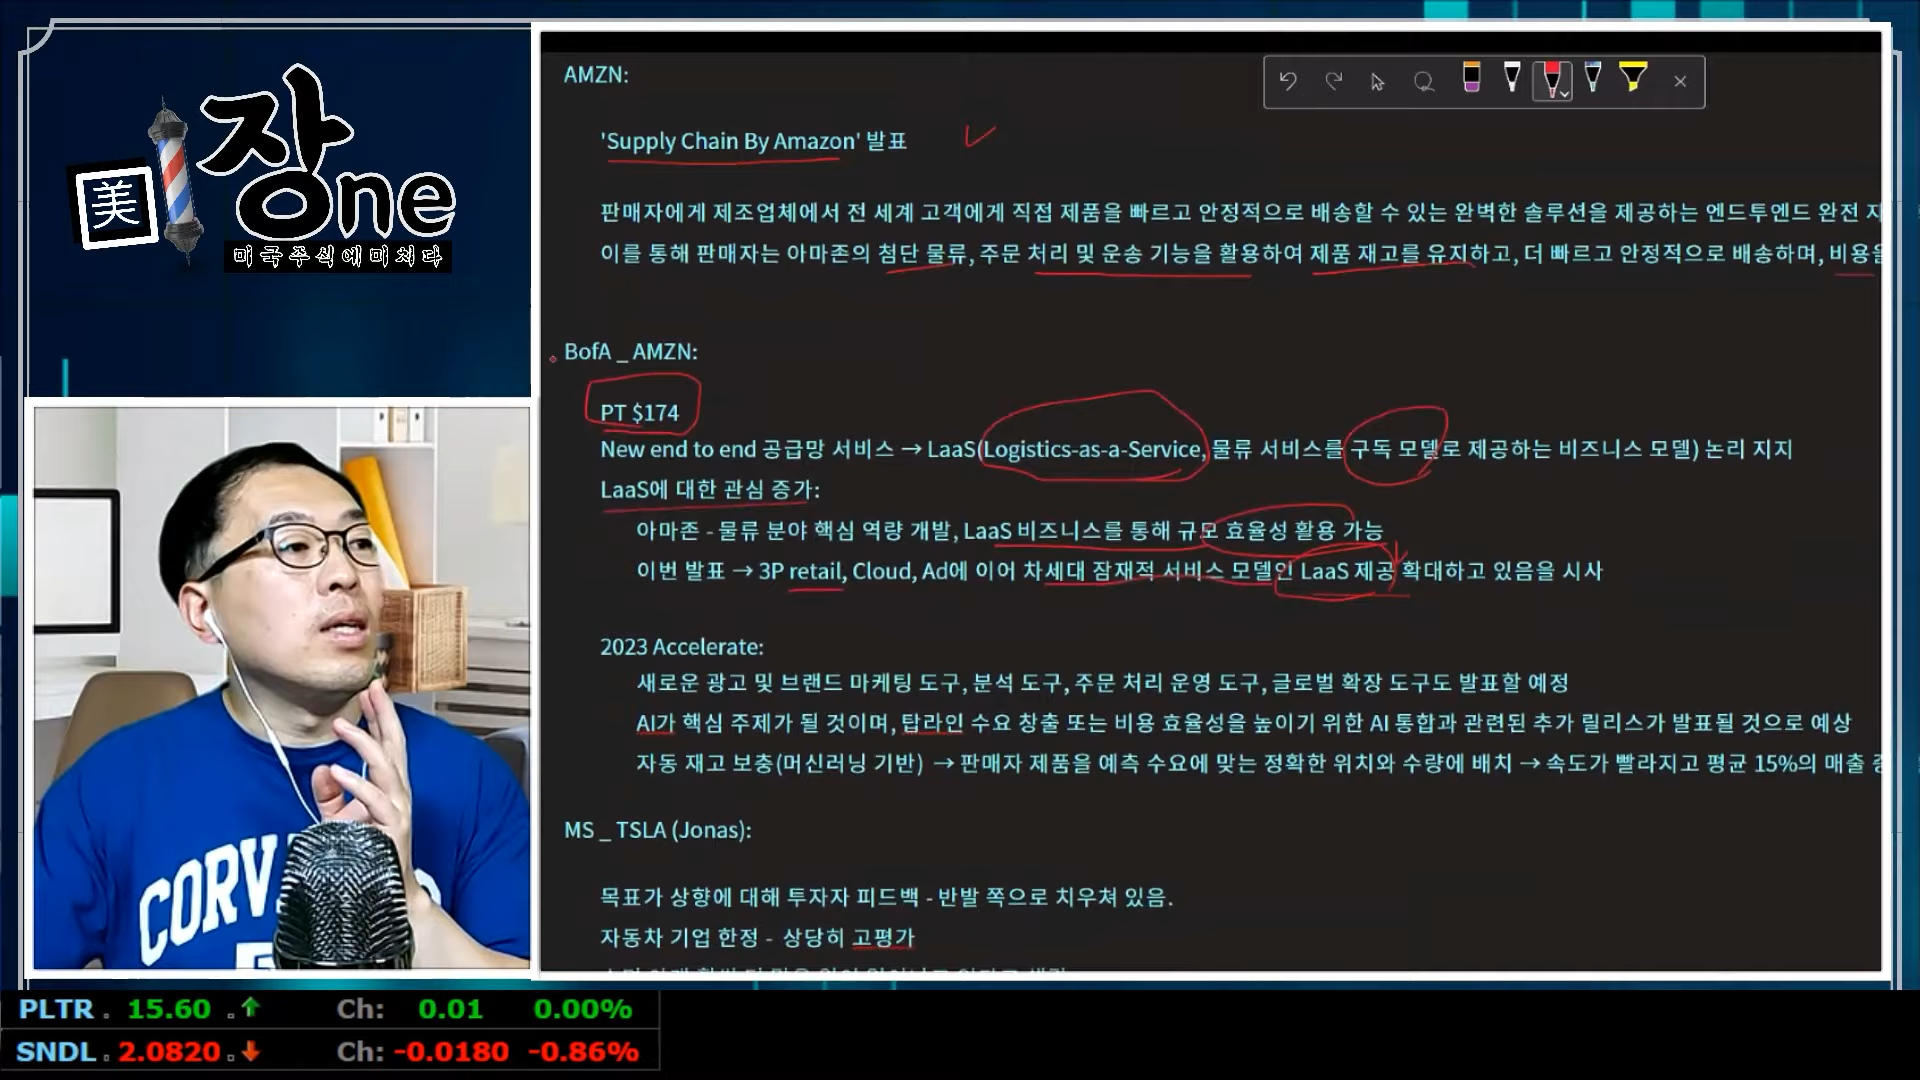 美
장one
미국주식에미치다
AMZN:
'Supply Chain By Amazon' 발표
판매자에게 제조업체에서 전 세계 고객에게 직접 제품을 빠르고 안정적으로 배송할 수 있는 완벽한 솔루션을 제공하는 엔드투엔드 완전
이를 통해 판매자는 아마존의 첨단 물류, 주문 처리 및 운송 기능을 활용하여 제품 재고를 유지하고, 더 빠르고 안정적으로 배송하며, 비용을
BofA _ AMZN:
PT $174
New end to end 공급망 서비스 → LaaS(Logistics-as-a-Service, 물류 서비스를 구독 모델로 제공하는 비즈니스 모델) 논리 지지
LaaS에 대한 관심 증가:
아마존 - 물류 분야 핵심 역량 개발, LaaS 비즈니스를 통해 규모 효율성 활용 가능
이번 발표 → 3P retail, Cloud, Ad에 이어 차세대 잠재적 서비스 모델인 LaaS 제공 확대하고 있음을 시사
2023 Accelerate:
새로운 광고 및 브랜드 마케팅 도구, 분석 도구, 주문 처리 운영 도구, 글로벌 확장 도구도 발표할 예정
AI가 핵심 주제가 될 것이며, 탑라인 수요 창출 또는 비용 효율성을 높이기 위한 AI 통합과 관련된 추가 릴리스가 발표될 것으로 예상
자동 재고 보충(머신러닝 기반) → 판매자 제품을 예측 수요에 맞는 정확한 위치와 수량에 배치 → 속도가 빨라지고 평균 15%의 매출
MS _ TSLA (Jonas):
목표가 상향에 대해 투자자 피드백 - 반발 쪽으로 치우쳐 있음.
자동차 기업 한정 - 상당히 고평가
CORV
PLTR 15.60 Ch: 0.01 0.00%
SNDL 2.0820 Ch: -0.0180 -0.86%